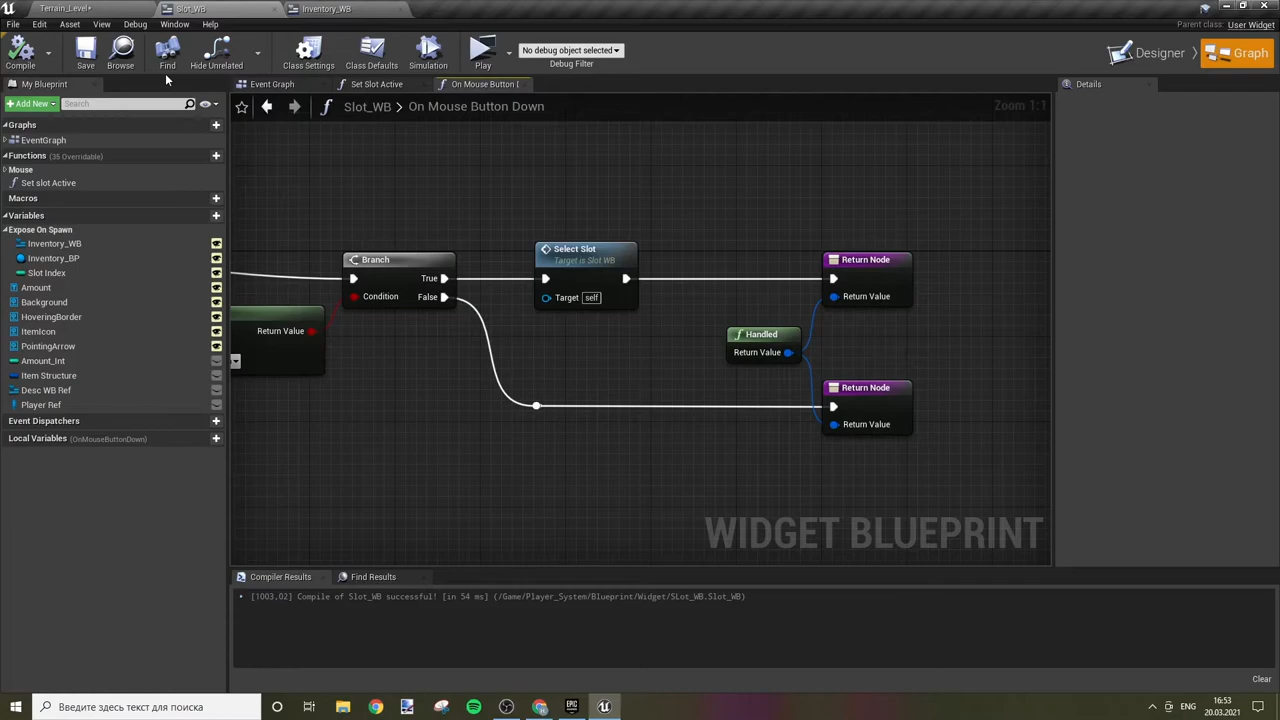 Terrain_Level*
Slot_WB
Inventory_WB
File Edit Asset View Debug Window Help
Parent class: User Widget
Compile
Save
Browse
Find
Hide Unrelated
Class Settings
Class Defaults
Simulation
Play
No debug object selected
Debug Filter
Designer
Graph
My Blueprint
Event Graph
Set Slot Active
On Mouse Button D
Details
Add New
Search
Slot_WB > On Mouse Button Down
Zoom 1:1
Graphs
EventGraph
Functions (35 Overridable)
Mouse
Set slot Active
Macros
Variables
Expose On Spawn
Inventory_WB
Inventory_BP
Slot Index
Amount
Background
HoveringBorder
ItemIcon
PointingArrow
Amount_Int
Item Structure
Desc WB Ref
Player Ref
Event Dispatchers
Local Variables (OnMouseButtonDown)
Return Value
Branch
True
Condition False
Select Slot
Target is Slot WB
Target self
Handled
Return Value
Return Node
Return Value
Return Node
Return Value
WIDGET BLUEPRINT
Compiler Results
Find Results
• [1003,02] Compile of Slot_WB successful! [in 54 ms] (/Game/Player_System/Blueprint/Widget/SLot_WB.Slot_WB)
Clear
Введите здесь текст для поиска
ENG
16:53
20.03.2021